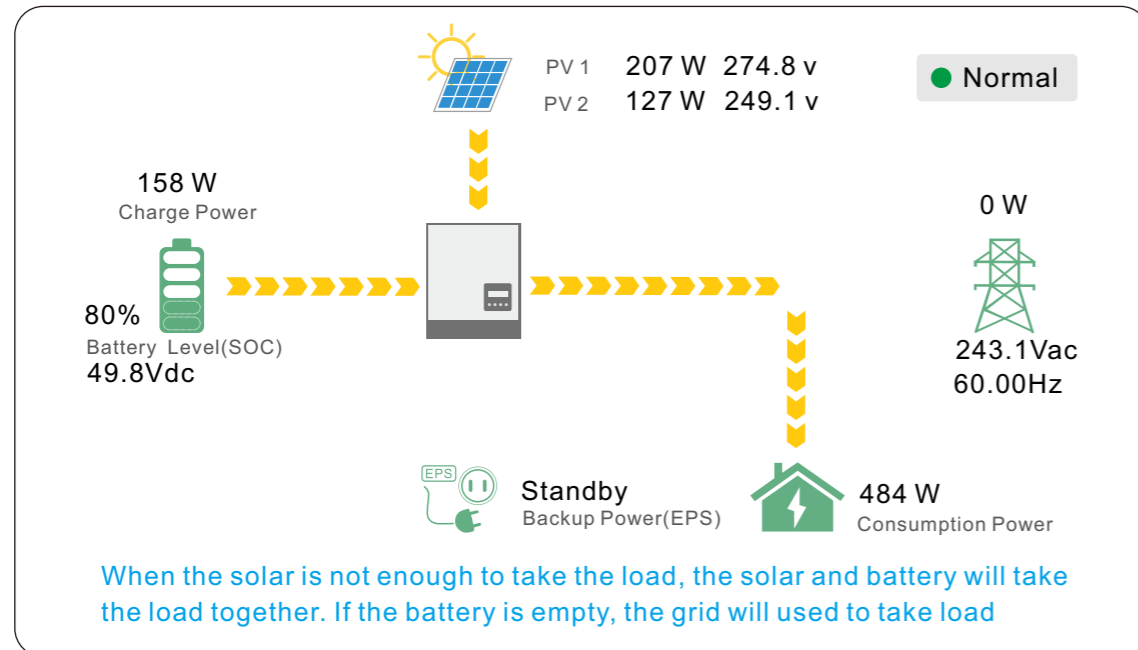 PV 1 207 W 274.8 v
PV 2 127 W 249.1 v
Normal
158 W
Charge Power
0 W
80%
Battery Level(SOC)
49.8Vdc
243.1Vac
60.00Hz
EPS
Standby
Backup Power(EPS)
484 W
Consumption Power
When the solar is not enough to take the load, the solar and battery will take
the load together. If the battery is empty, the grid will used to take load